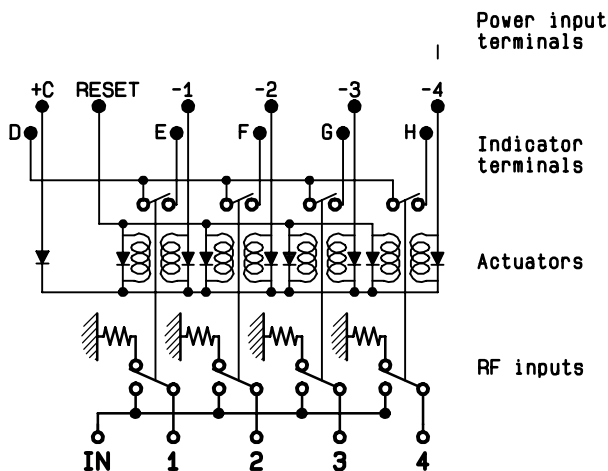 Power input
terminals
+C RESET -1 -2 -3 -4
D E F G H
Indicator
terminals
Actuators
RF inputs
IN 1 2 3 4